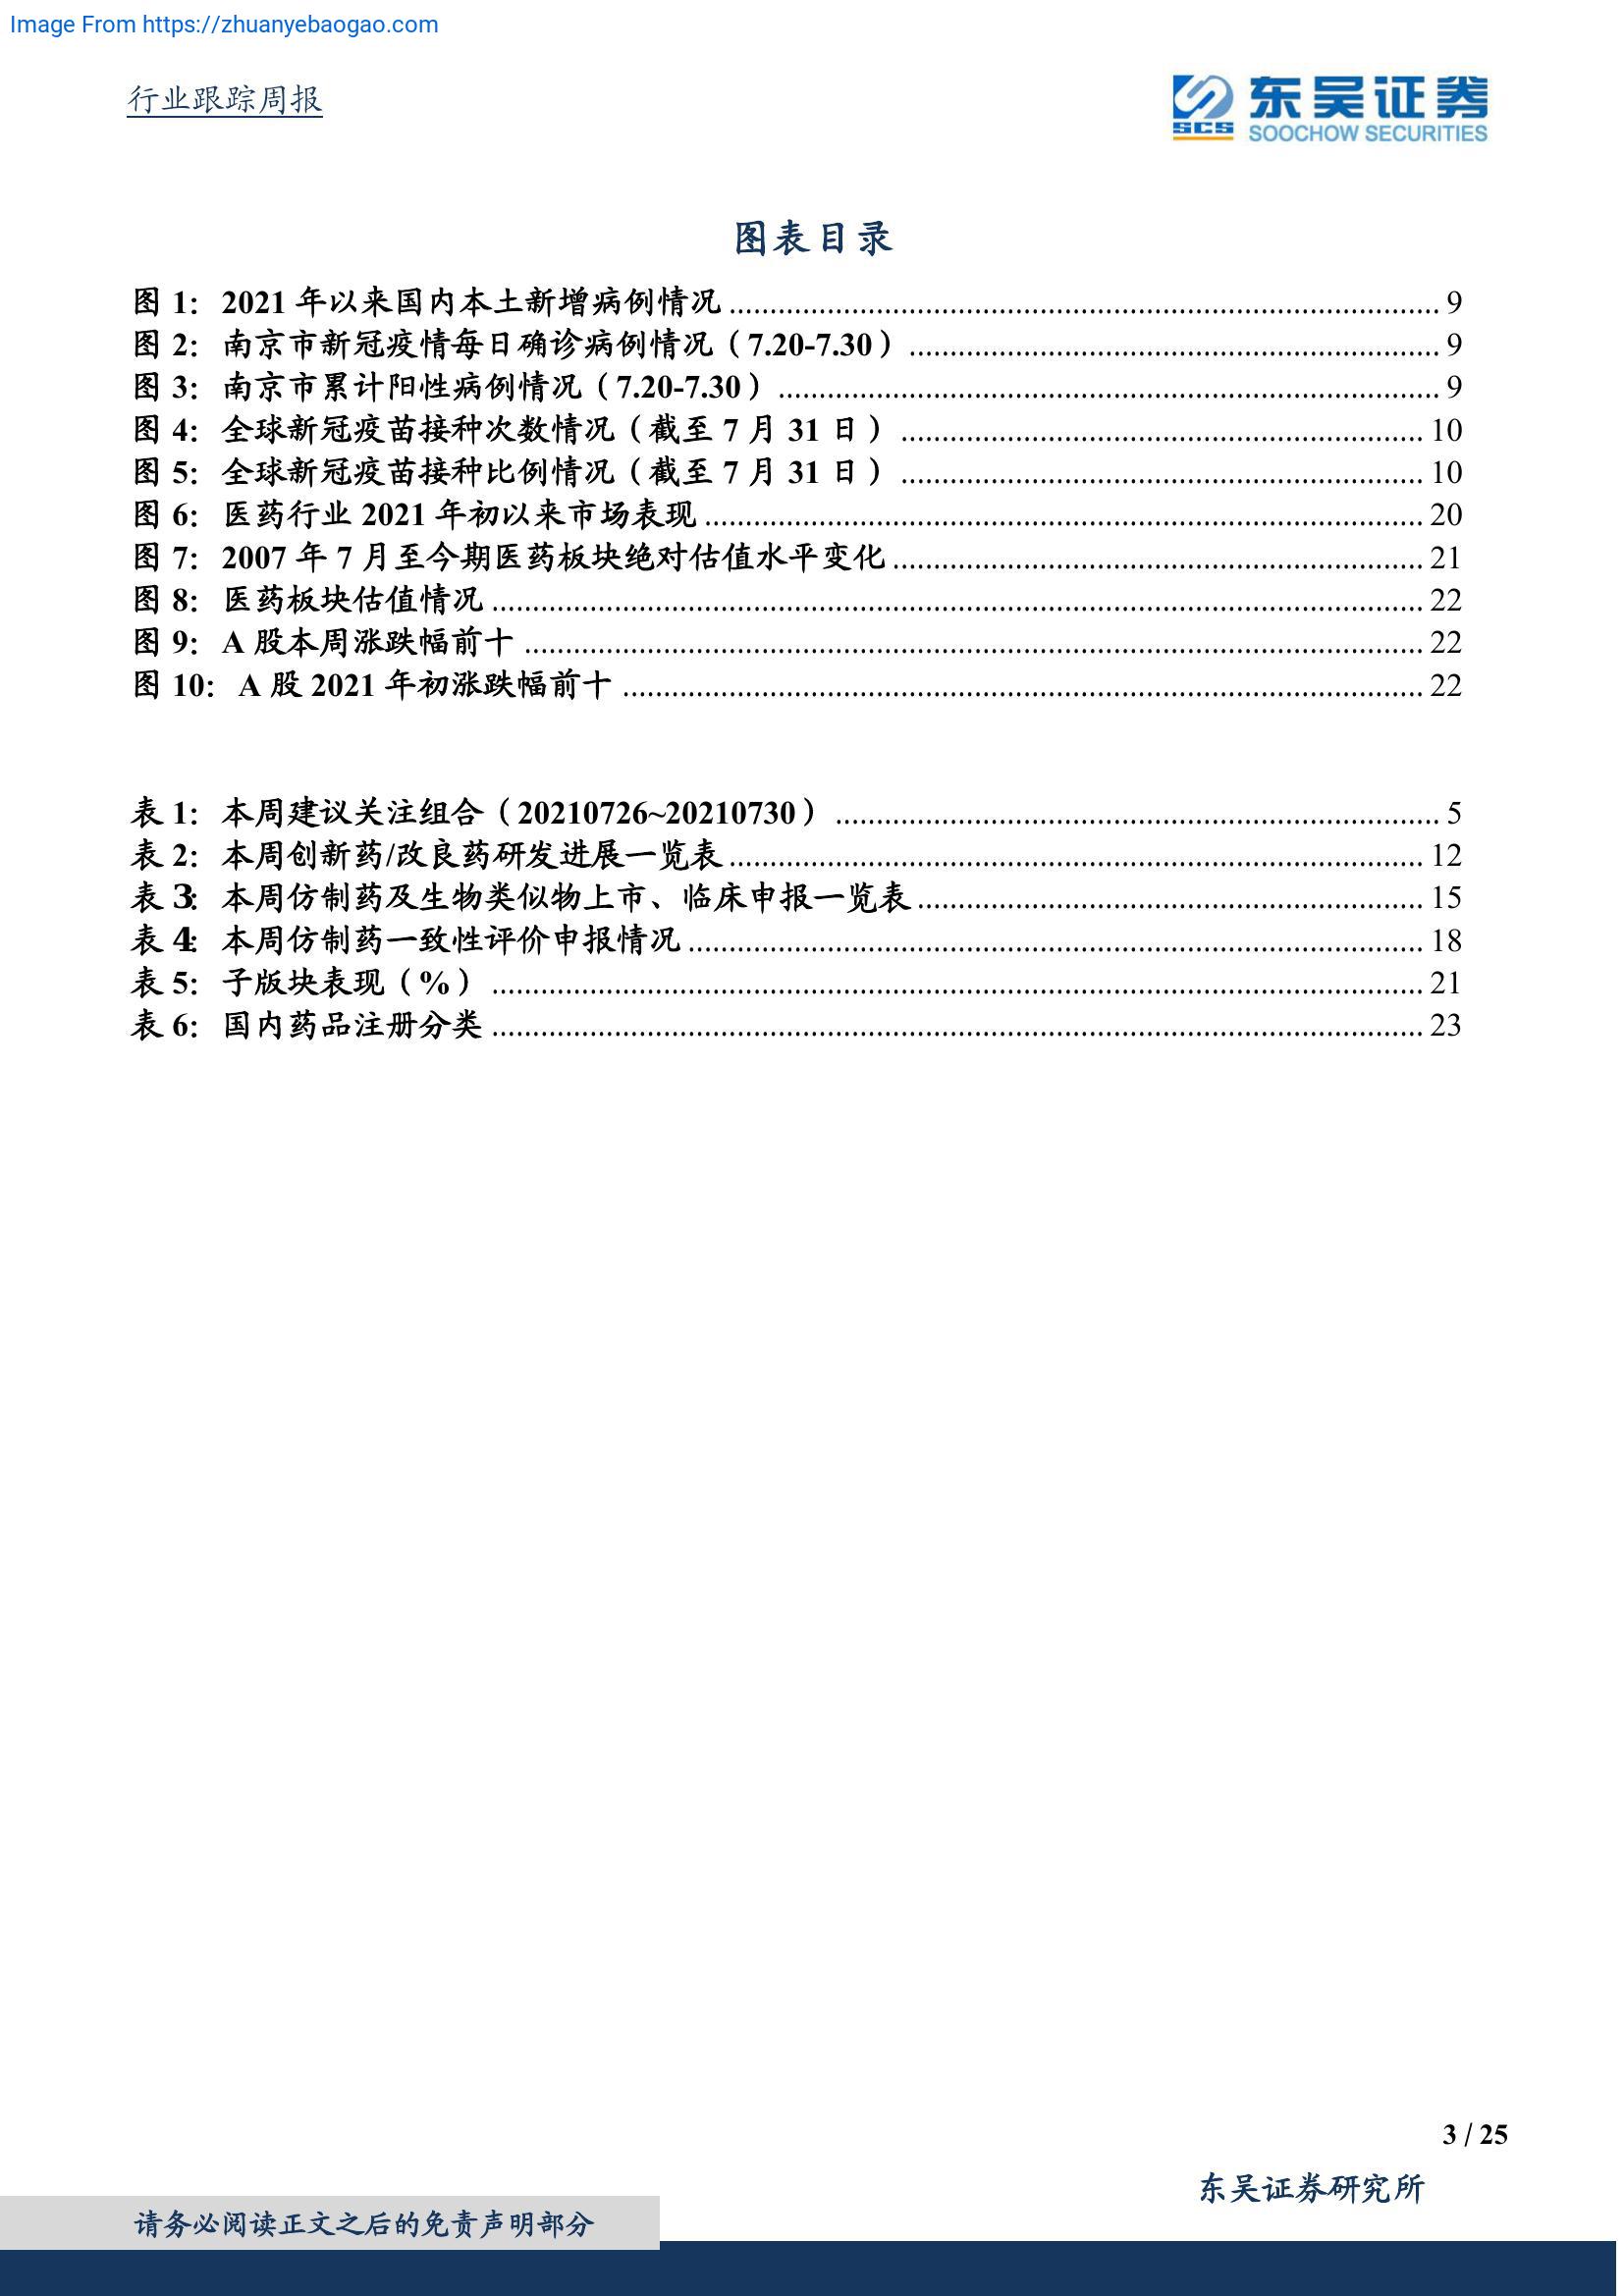 Image From https://zhuanyebaogao.com
行业跟踪周报
东吴证券
SCS
SOOCHOW SECURITIES
图表目录
图 1： 2021 年以来国内本土新增病例情况 ........ 9
图 2： 南京市新冠疫情每日确诊病例情况（7.20-7.30） ........ 9
图 3： 南京市累计阳性病例情况（7.20-7.30） ........ 9
图 4： 全球新冠疫苗接种次数情况（截至 7 月 31 日） ........ 10
图 5： 全球新冠疫苗接种比例情况（截至 7 月 31 日） ........ 10
图 6： 医药行业 2021 年初以来市场表现 ........ 20
图 7： 2007 年 7 月至今期医药板块绝对估值水平变化 ........ 21
图 8： 医药板块估值情况 ........ 22
图 9： A 股本周涨跌幅前十 ........ 22
图 10： A 股 2021 年初涨跌幅前十 ........ 22
表 1： 本周建议关注组合（20210726~20210730） ........ 5
表 2： 本周创新药/改良药研发进展一览表 ........ 12
表 3： 本周仿制药及生物类似物上市、临床申报一览表 ........ 15
表 4： 本周仿制药一致性评价申报情况 ........ 18
表 5： 子版块表现（%） ........ 21
表 6： 国内药品注册分类 ........ 23
3 / 25
东吴证券研究所
请务必阅读正文之后的免责声明部分